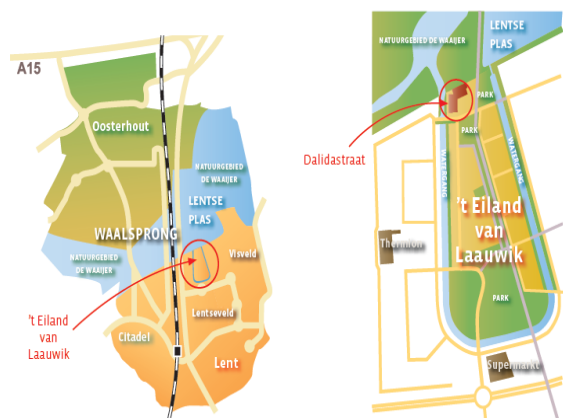 A15
Oosterhout
NATUURGEBIED
DE WAAIJER
LENTSE
PLAS
WAALSPRONG
NATUURGEBIED
DE WAAIJER
Visveld
't Eiland
van
Laauwik
Lentseveld
Citadel
Lent
NATUURGEBIED DE WAAIJER
LENTSE
PLAS
PARK
PARK
Dalidastraat
WATERGANG
WATERGANG
't Eiland
van
Laauwik
Thermion
PARK
Supermarkt